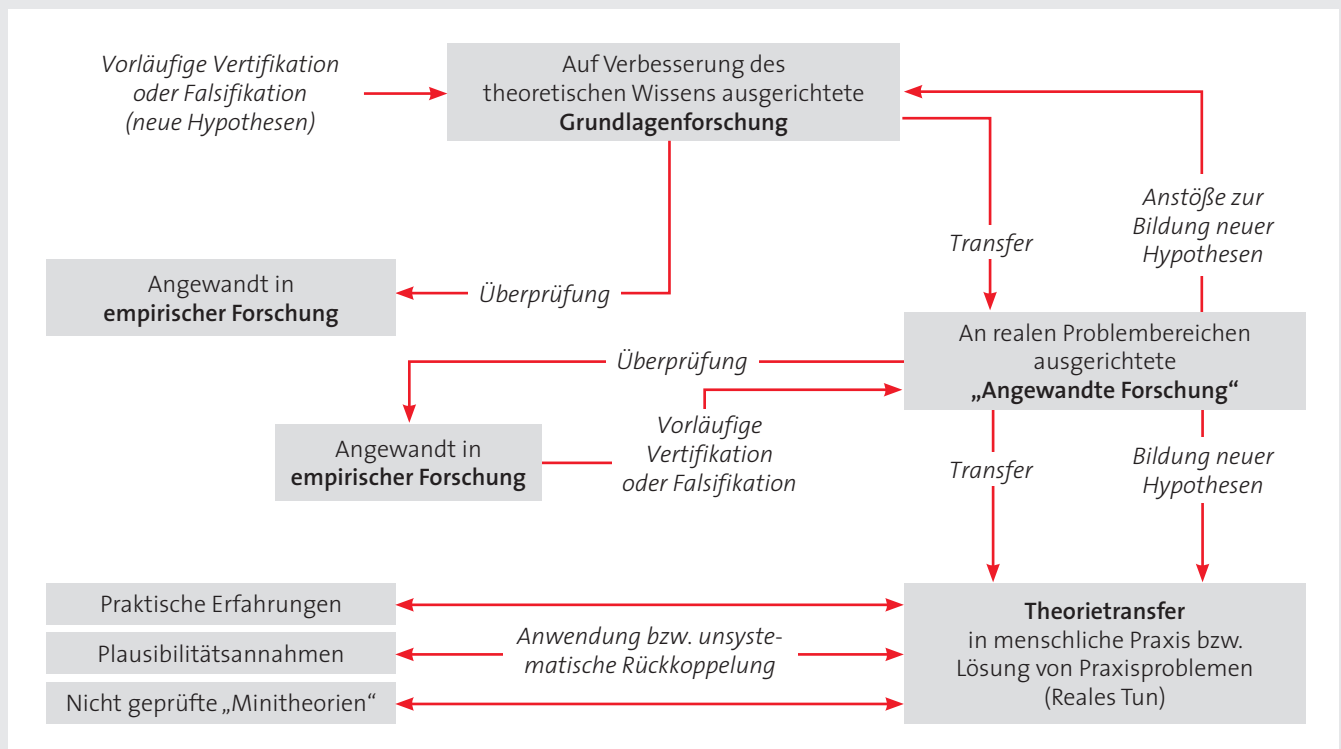 Vorläufige Vertifikation
oder Falsifikation
(neue Hypothesen)
Auf Verbesserung des
theoretischen Wissens ausgerichtete
Grundlagenforschung
Anstöße zur
Bildung neuer
Hypothesen
Transfer
Angewandt in
empirischer Forschung
Überprüfung
An realen Problembereichen
ausgerichtete
„Angewandte Forschung“
Überprüfung
Angewandt in
empirischer Forschung
Vorläufige
Vertifikation
oder Falsifikation
Transfer
Bildung neuer
Hypothesen
Praktische Erfahrungen
Plausibilitätsannahmen
Nicht geprüfte „Minitheorien“
Anwendung bzw. unsyste-
matische Rückkoppelung
Theorietransfer
in menschliche Praxis bzw.
Lösung von Praxisproblemen
(Reales Tun)